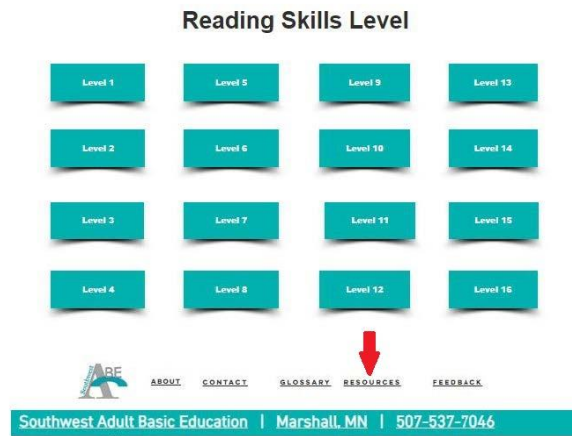 Reading Skills Level
Level 1 Level 5 Level 9 Level 13
Level 2 Level 6 Level 10 Level 14
Level 3 Level 7 Level 11 Level 15
Level 4 Level 8 Level 12 Level 16
Southwest ABE
ABOUT CONTACT GLOSSARY RESOURCES FEEDBACK
Southwest Adult Basic Education | Marshall, MN | 507-537-7046